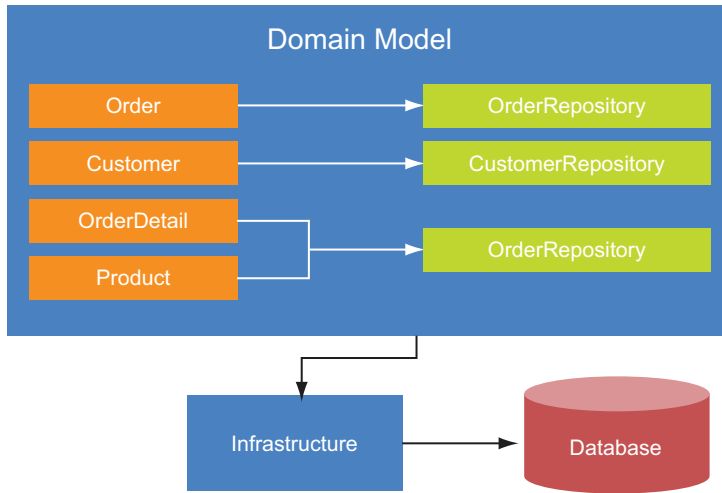 Domain Model
Order
OrderRepository
Customer
CustomerRepository
OrderDetail
Product
OrderRepository
Infrastructure
Database